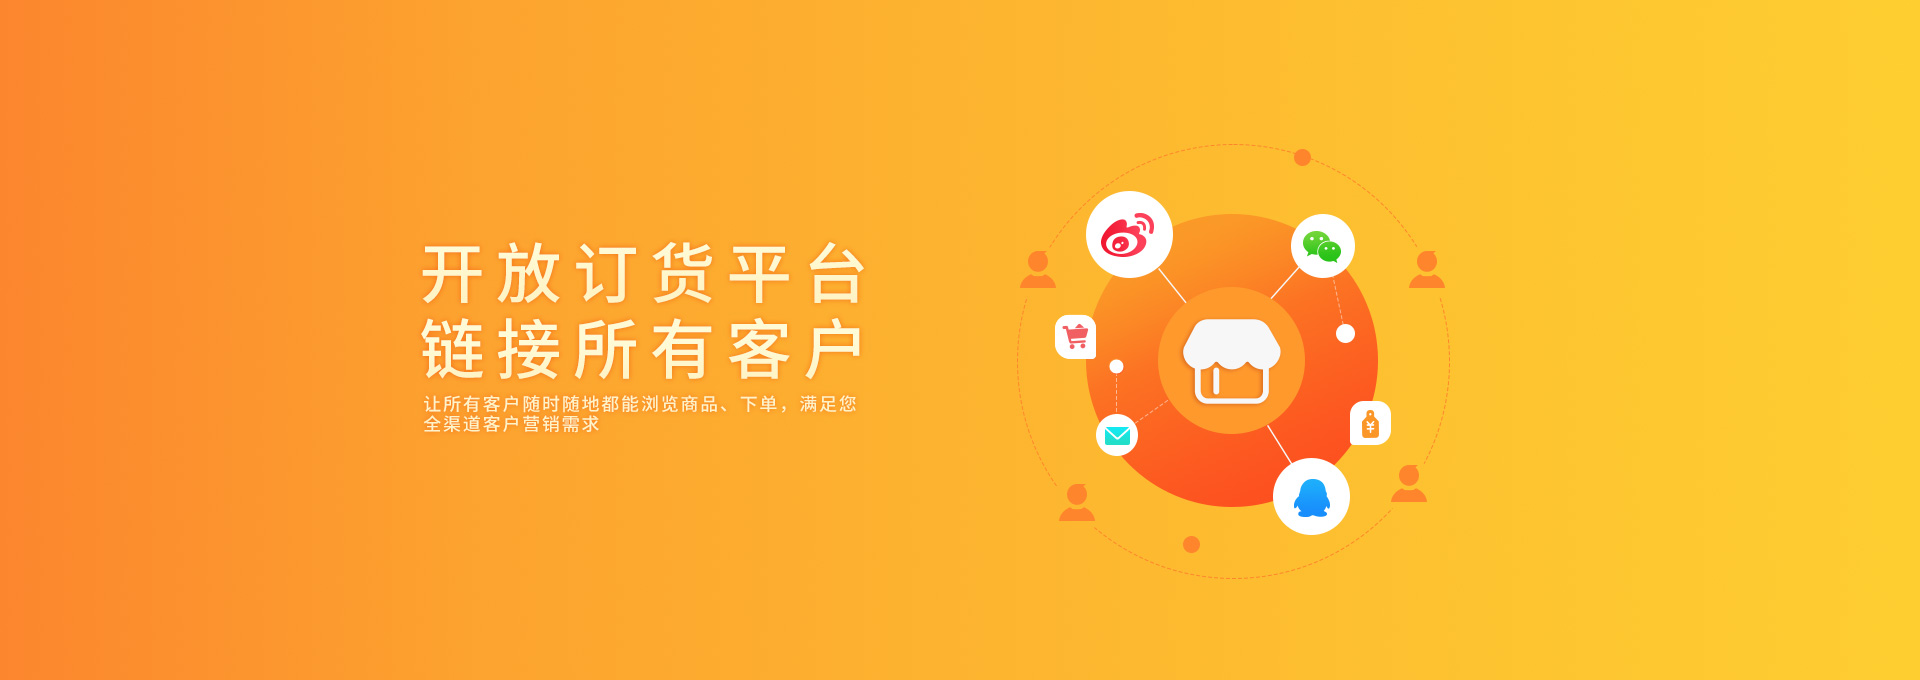 开放订货平台
链接所有客户
让所有客户随时随地都能浏览商品、下单，满足您
全渠道客户营销需求
¥